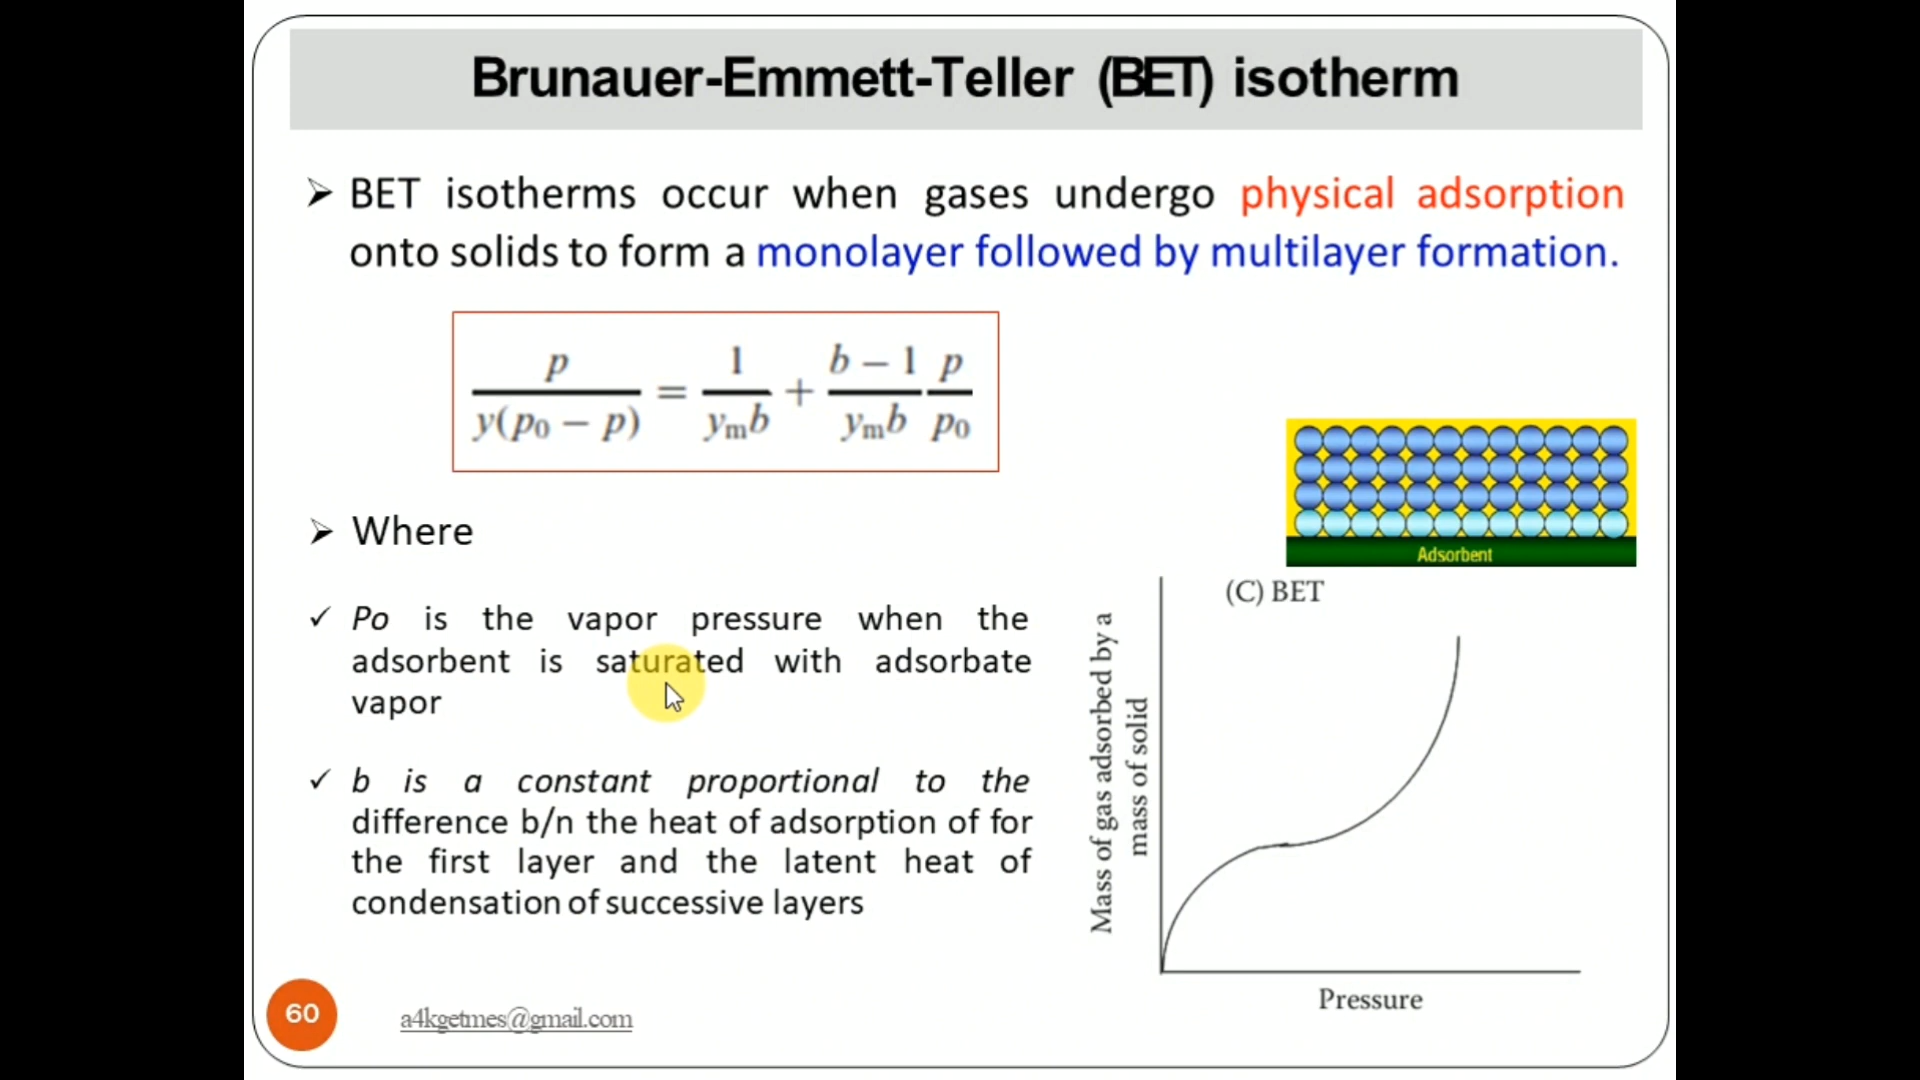 Brunauer-Emmett-Teller (BET) isotherm
➢ BET isotherms occur when gases undergo physical adsorption
onto solids to form a monolayer followed by multilayer formation.
p / y(p₀ − p) = 1 / yₘb + b − 1 / yₘb p / p₀
➢ Where
✓ Po is the vapor pressure when the
adsorbent is saturated with adsorbate
vapor
✓ b is a constant proportional to the
difference b/n the heat of adsorption of for
the first layer and the latent heat of
condensation of successive layers
Adsorbent
(C) BET
Mass of gas adsorbed by a
mass of solid
Pressure
60
a4kgetmes@gmail.com